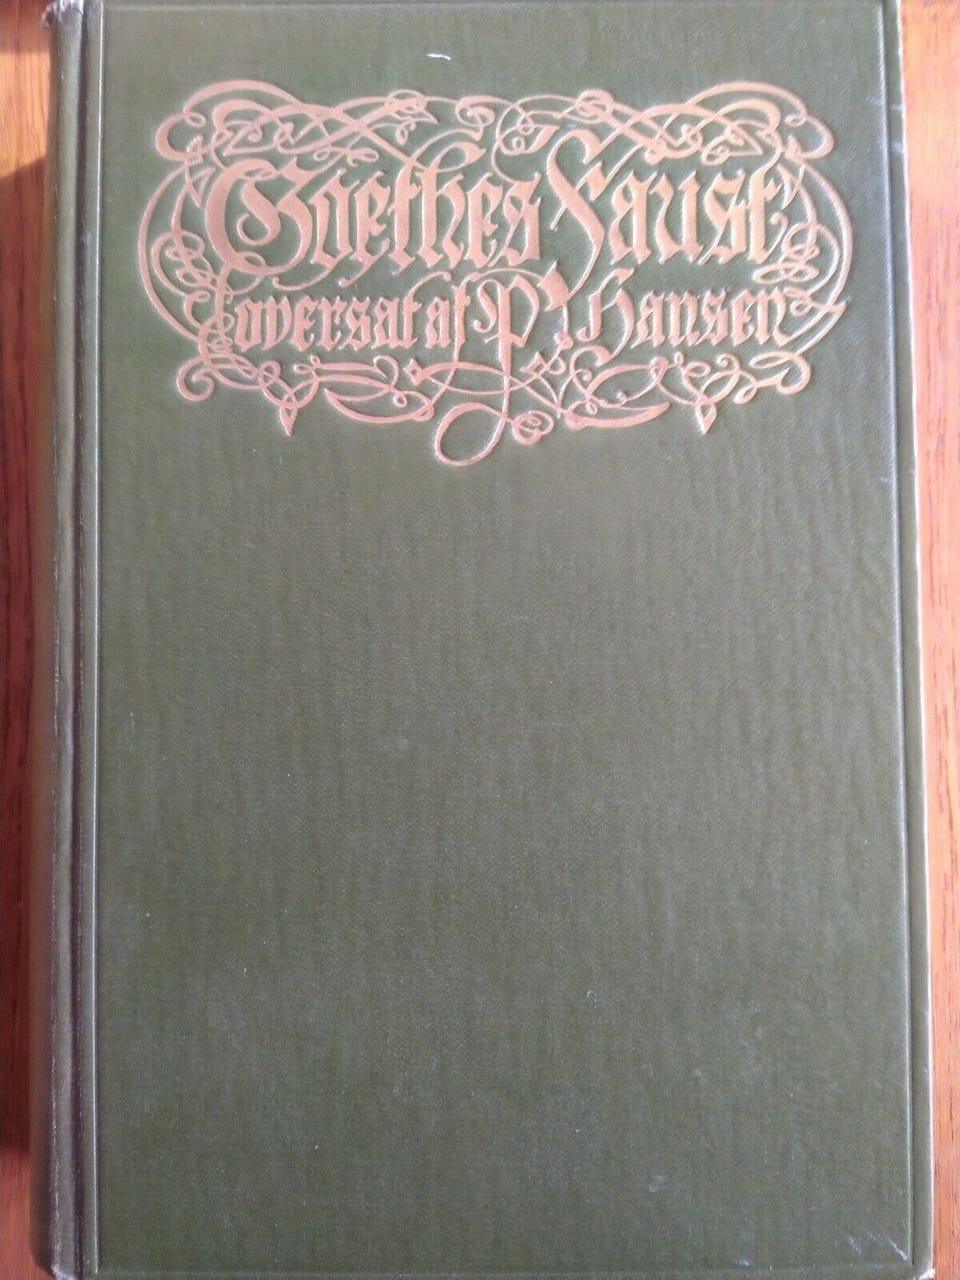 Goethes Faust
oversat af P. Hansen